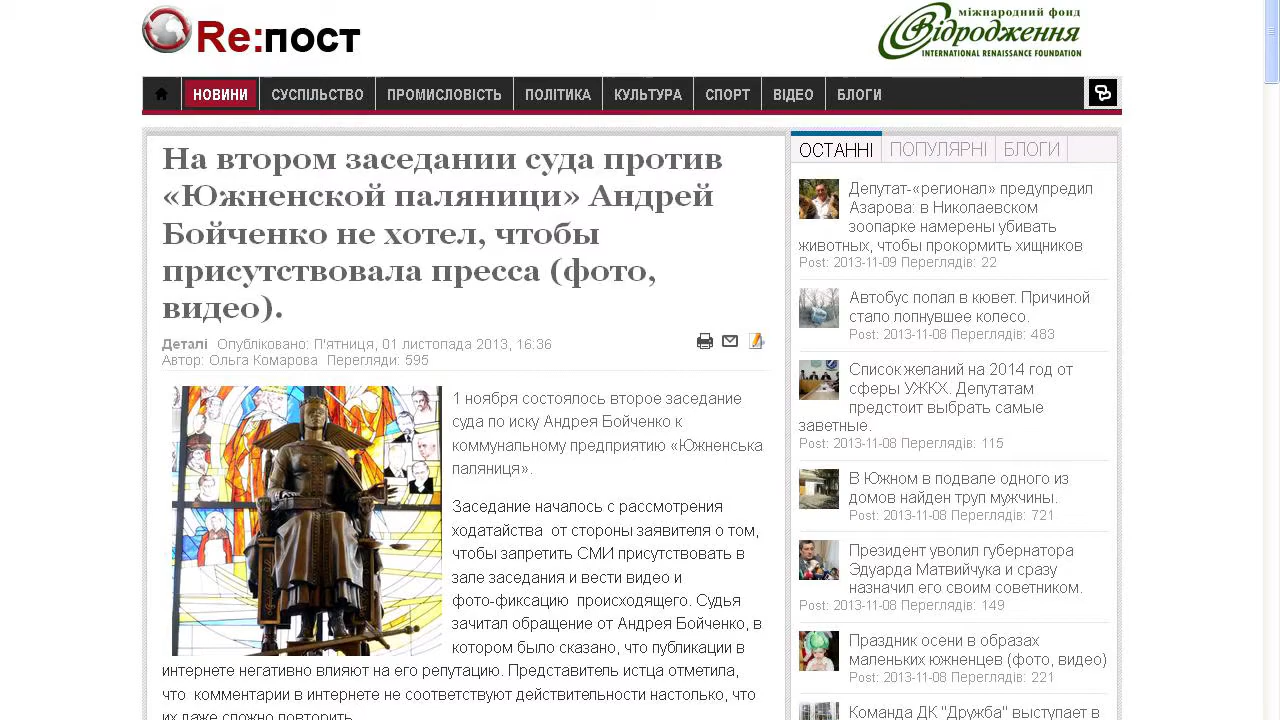 Re:пост
міжнародний фонд
Відродження
INTERNATIONAL RENAISSANCE FOUNDATION
НОВИНИ СУСПІЛЬСТВО ПРОМИСЛОВІСТЬ ПОЛІТИКА КУЛЬТУРА СПОРТ ВІДЕО БЛОГИ
На втором заседании суда против
«Южненской паляници» Андрей
Бойченко не хотел, чтобы
присутствовала пресса (фото,
видео).
Деталі Опубліковано: П'ятниця, 01 листопада 2013, 16:36
Автор: Ольга Комарова Перегляди: 595
1 ноября состоялось второе заседание
суда по иску Андрея Бойченко к
коммунальному предприятию «Южненська
паляниця».
Заседание началось с рассмотрения
ходатайства от стороны заявителя о том,
чтобы запретить СМИ присутствовать в
зале заседания и вести видео и
фото-фиксацию происходящего. Судья
зачитал обращение от Андрея Бойченко, в
котором было сказано, что публикации в
интернете негативно влияют на его репутацию. Представитель истца отметила,
что комментарии в интернете не соответствуют действительности настолько, что
их даже сложно повторить.
ОСТАННІ ПОПУЛЯРНІ БЛОГИ
Депутат-«регионал» предупредил
Азарова: в Николаевском
зоопарке намерены убивать
животных, чтобы прокормить хищников
Post: 2013-11-09 Переглядів: 22
Автобус попал в кювет. Причиной
стало лопнувшее колесо.
Post: 2013-11-08 Переглядів: 483
Список желаний на 2014 год от
сферы УЖКХ. Депутатам
предстоит выбрать самые
заветные.
Post: 2013-11-08 Переглядів: 115
В Южном в подвале одного из
домов найден труп мужчины.
Post: 2013-11-08 Переглядів: 721
Президент уволил губернатора
Эдуарда Матвийчука и сразу
назначил его своим советником.
Post: 2013-11-08 Переглядів: 149
Праздник осени в образах
маленьких южненцев (фото, видео)
Post: 2013-11-08 Переглядів: 221
Команда ДК "Дружба" выступает в